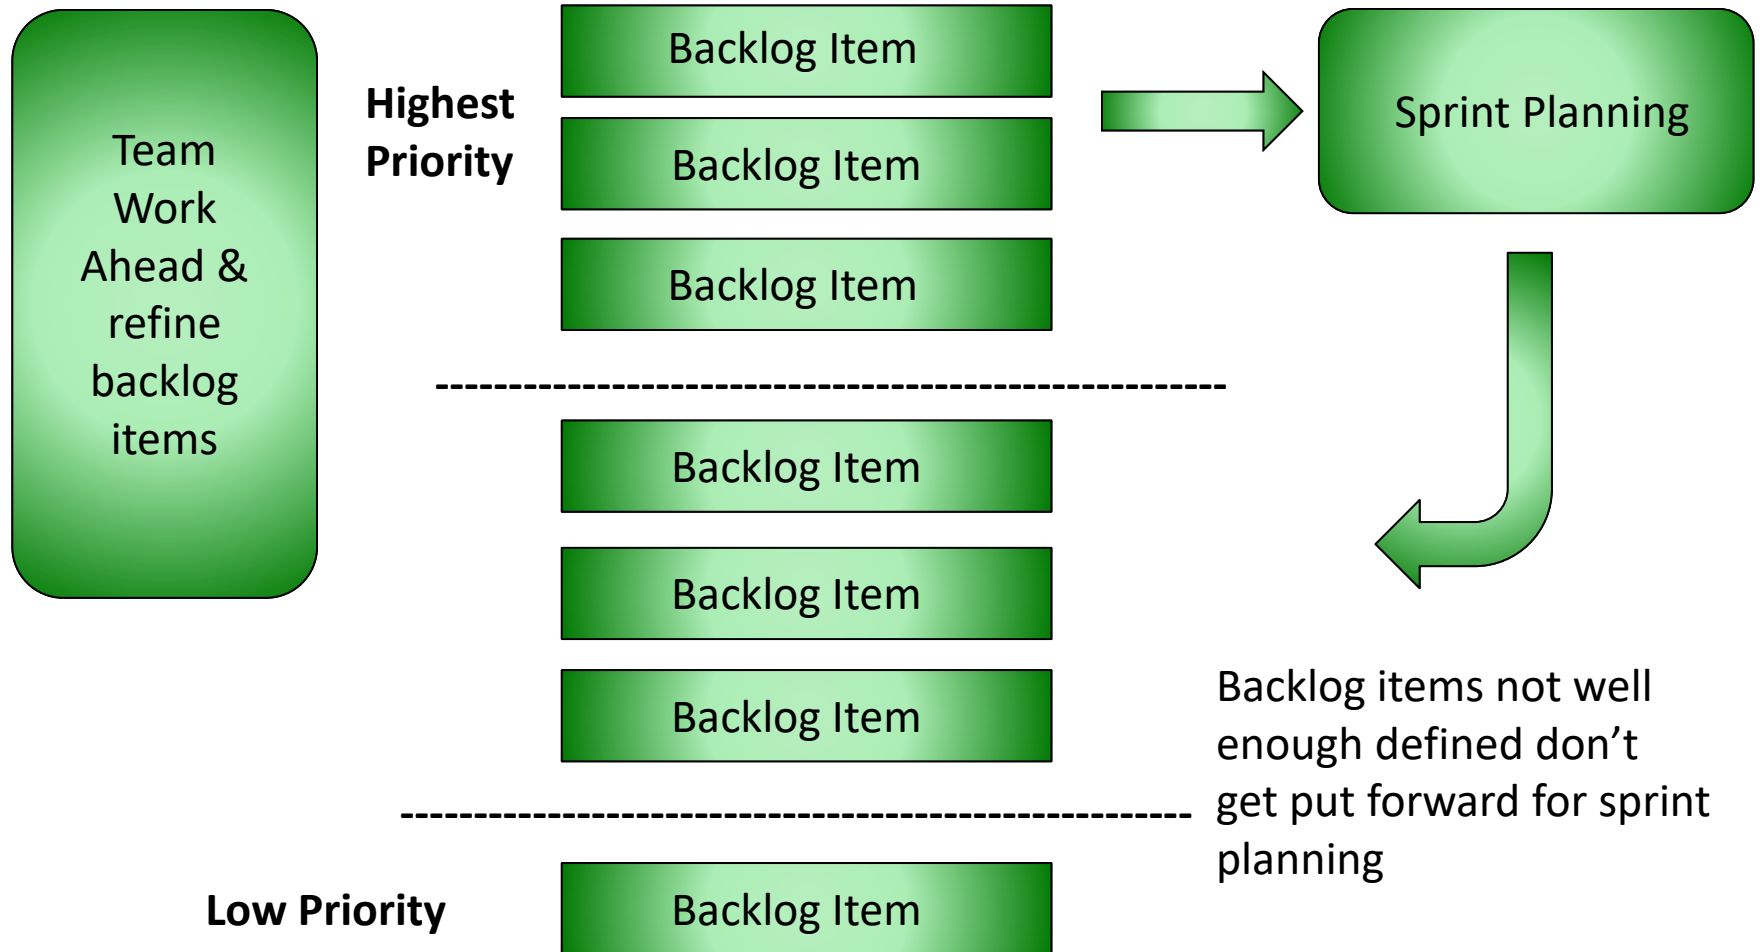 Team
Work
Ahead &
refine
backlog
items
Highest
Priority
Backlog Item
Backlog Item
Backlog Item
Sprint Planning
Backlog Item
Backlog Item
Backlog Item
Backlog items not well
enough defined don’t
get put forward for sprint
planning
Low Priority
Backlog Item